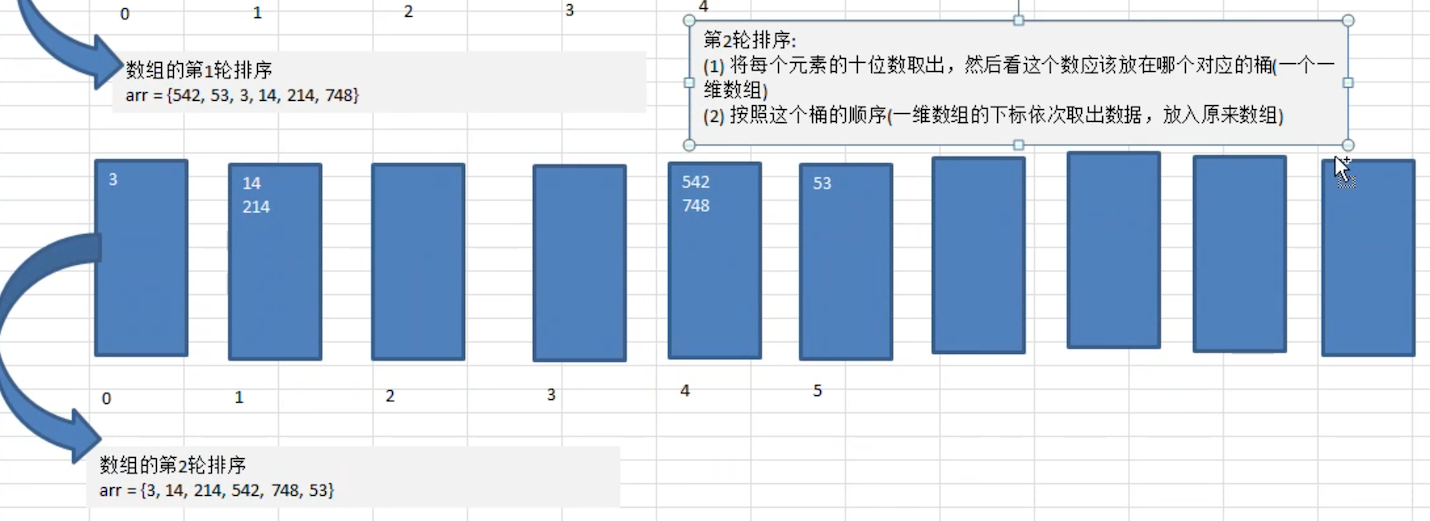 0 1 2 3 4
数组的第1轮排序
arr = {542, 53, 3, 14, 214, 748}
第2轮排序:
(1) 将每个元素的十位数取出，然后看这个数应该放在哪个对应的桶(一个一
维数组)
(2) 按照这个桶的顺序(一维数组的下标依次取出数据，放入原来数组)
3
14
214
542
748
53
0 1 2 3 4 5
数组的第2轮排序
arr = {3, 14, 214, 542, 748, 53}